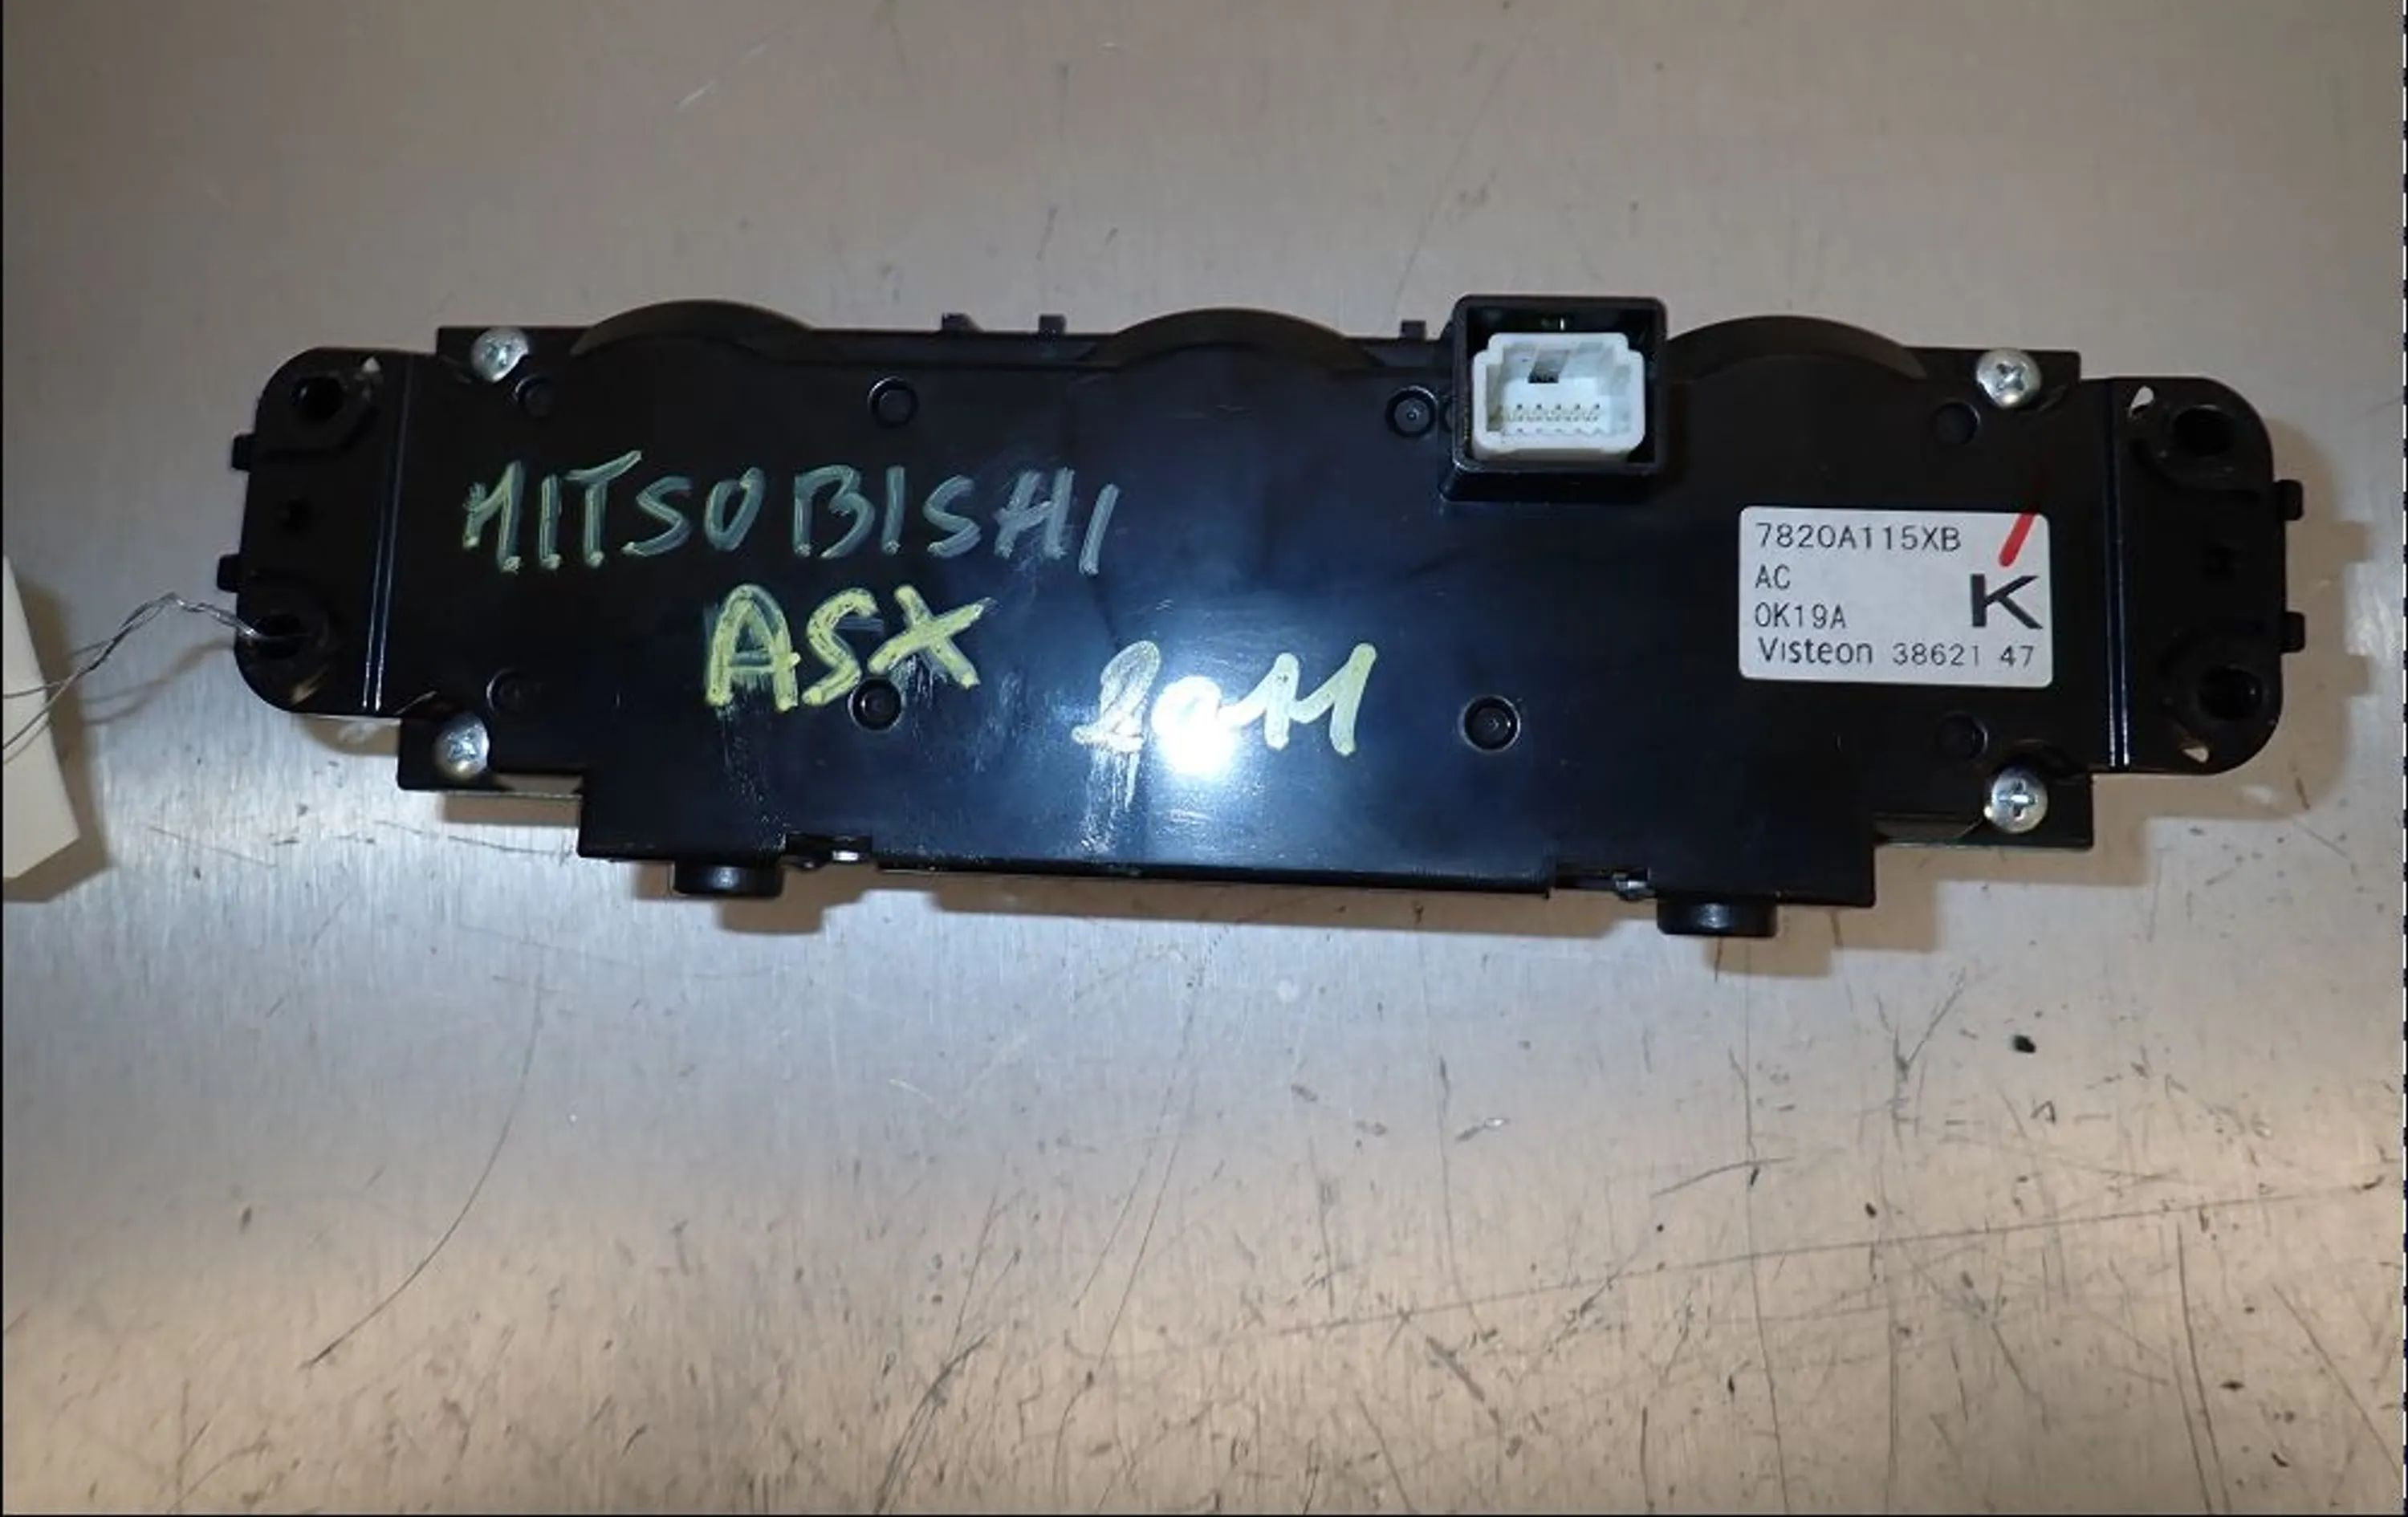 MITSUBISHI
ASX
2011
7820A115XB
AC
K
0K19A
Visteon 38621 47